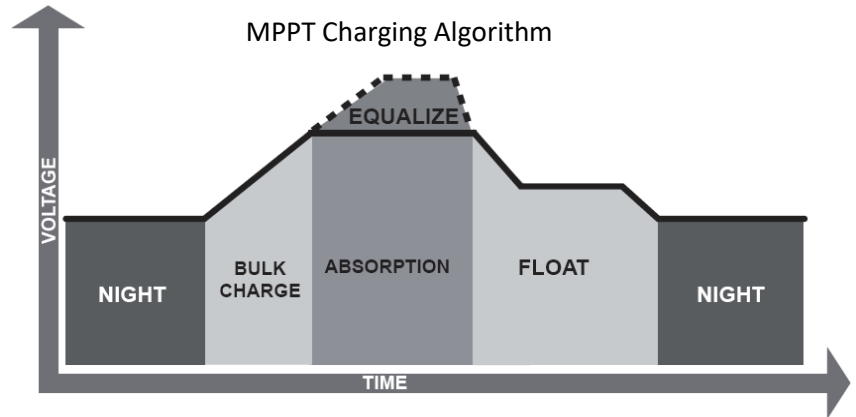 MPPT Charging Algorithm
VOLTAGE
EQUALIZE
NIGHT
BULK
CHARGE
ABSORPTION
FLOAT
NIGHT
TIME